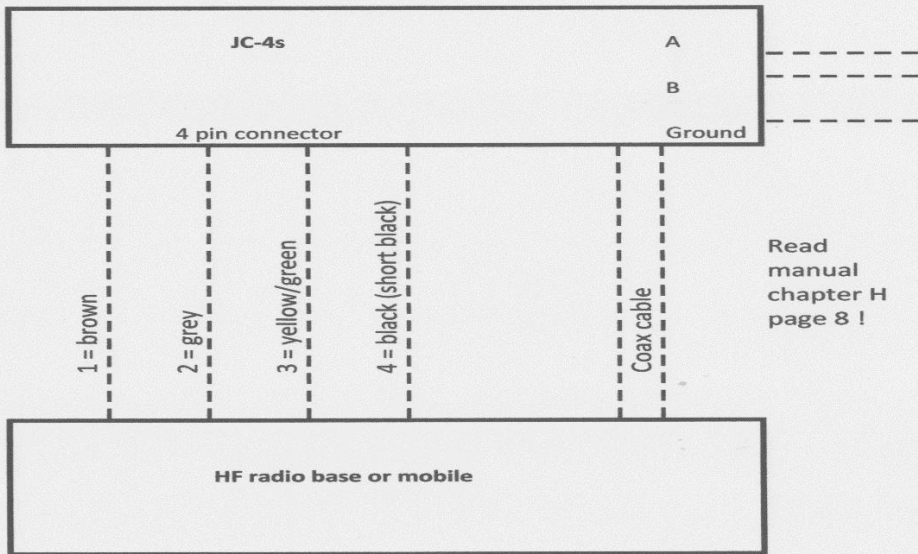 JC-4s
A
B
4 pin connector
Ground
1 = brown
2 = grey
3 = yellow/green
4 = black (short black)
Coax cable
Read
manual
chapter H
page 8 !
HF radio base or mobile